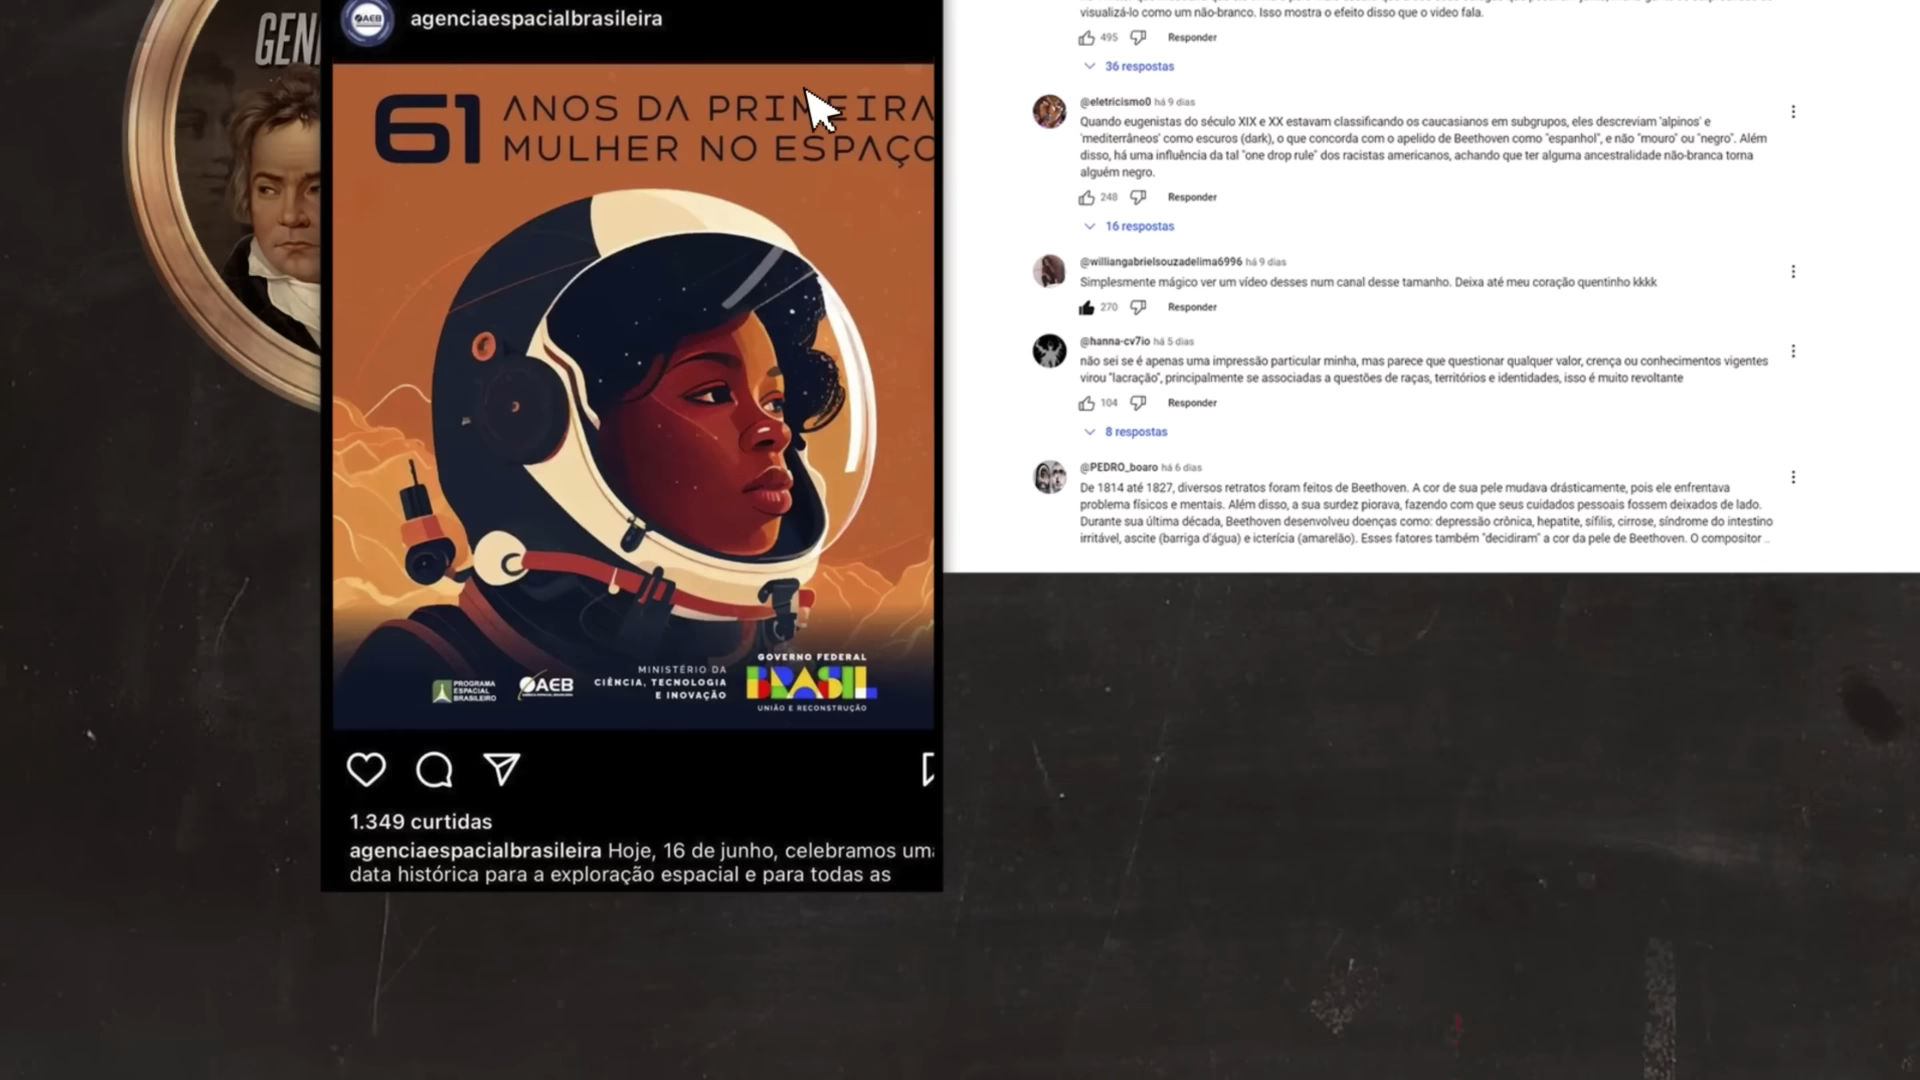 GENI
AEB
agenciaespacialbrasileira
61 ANOS DA PRIMEIRA
MULHER NO ESPAÇO
PROGRAMA
ESPACIAL
BRASILEIRO
AEB
MINISTÉRIO DA
CIÊNCIA, TECNOLOGIA
E INOVAÇÃO
GOVERNO FEDERAL
BRASIL
UNIÃO E RECONSTRUÇÃO
1.349 curtidas
agenciaespacialbrasileira Hoje, 16 de junho, celebramos uma
data histórica para a exploração espacial e para todas as
visualizá-lo como um não-branco. Isso mostra o efeito disso que o video fala.
495 Responder
36 respostas
@eletricismo0 há 9 dias
Quando eugenistas do século XIX e XX estavam classificando os caucasianos em subgrupos, eles descreviam 'alpinos' e
'mediterrâneos' como escuros (dark), o que concorda com o apelido de Beethoven como "espanhol", e não "mouro" ou "negro". Além
disso, há uma influência da tal "one drop rule" dos racistas americanos, achando que ter alguma ancestralidade não-branca torna
alguém negro.
248 Responder
16 respostas
@williangabrielsouzadelima6996 há 9 dias
Simplesmente mágico ver um vídeo desses num canal desse tamanho. Deixa até meu coração quentinho kkkk
270 Responder
@hanna-cv7io há 5 dias
não sei se é apenas uma impressão particular minha, mas parece que questionar qualquer valor, crença ou conhecimentos vigentes
virou "lacração", principalmente se associadas a questões de raças, territórios e identidades, isso é muito revoltante
104 Responder
8 respostas
@PEDRO_boaro há 6 dias
De 1814 até 1827, diversos retratos foram feitos de Beethoven. A cor de sua pele mudava drásticamente, pois ele enfrentava
problema físicos e mentais. Além disso, a sua surdez piorava, fazendo com que seus cuidados pessoais fossem deixados de lado.
Durante sua última década, Beethoven desenvolveu doenças como: depressão crônica, hepatite, sífilis, cirrose, síndrome do intestino
irritável, ascite (barriga d'água) e icterícia (amarelão). Esses fatores também "decidiram" a cor da pele de Beethoven. O compositor ..